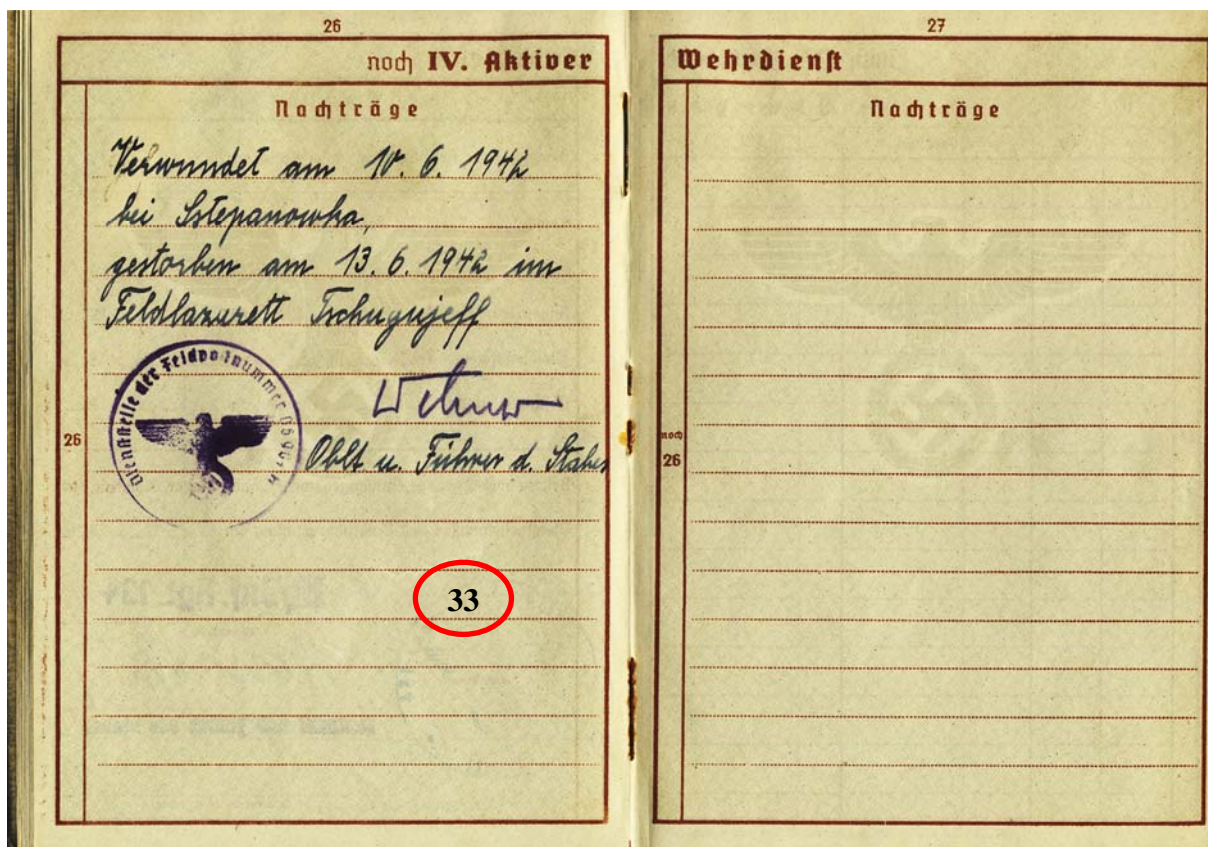 26
noch IV. Aktiver
Nachträge
Verwundet am 10. 6. 1942
bei Sstepanowka,
gestorben am 13. 6. 1942 im
Feldlazarett Tschugujeff
Dienststelle der Feldpostnummer
Oblt u. Führer d. Stabes
26
33
27
Wehrdienst
Nachträge
noch
26